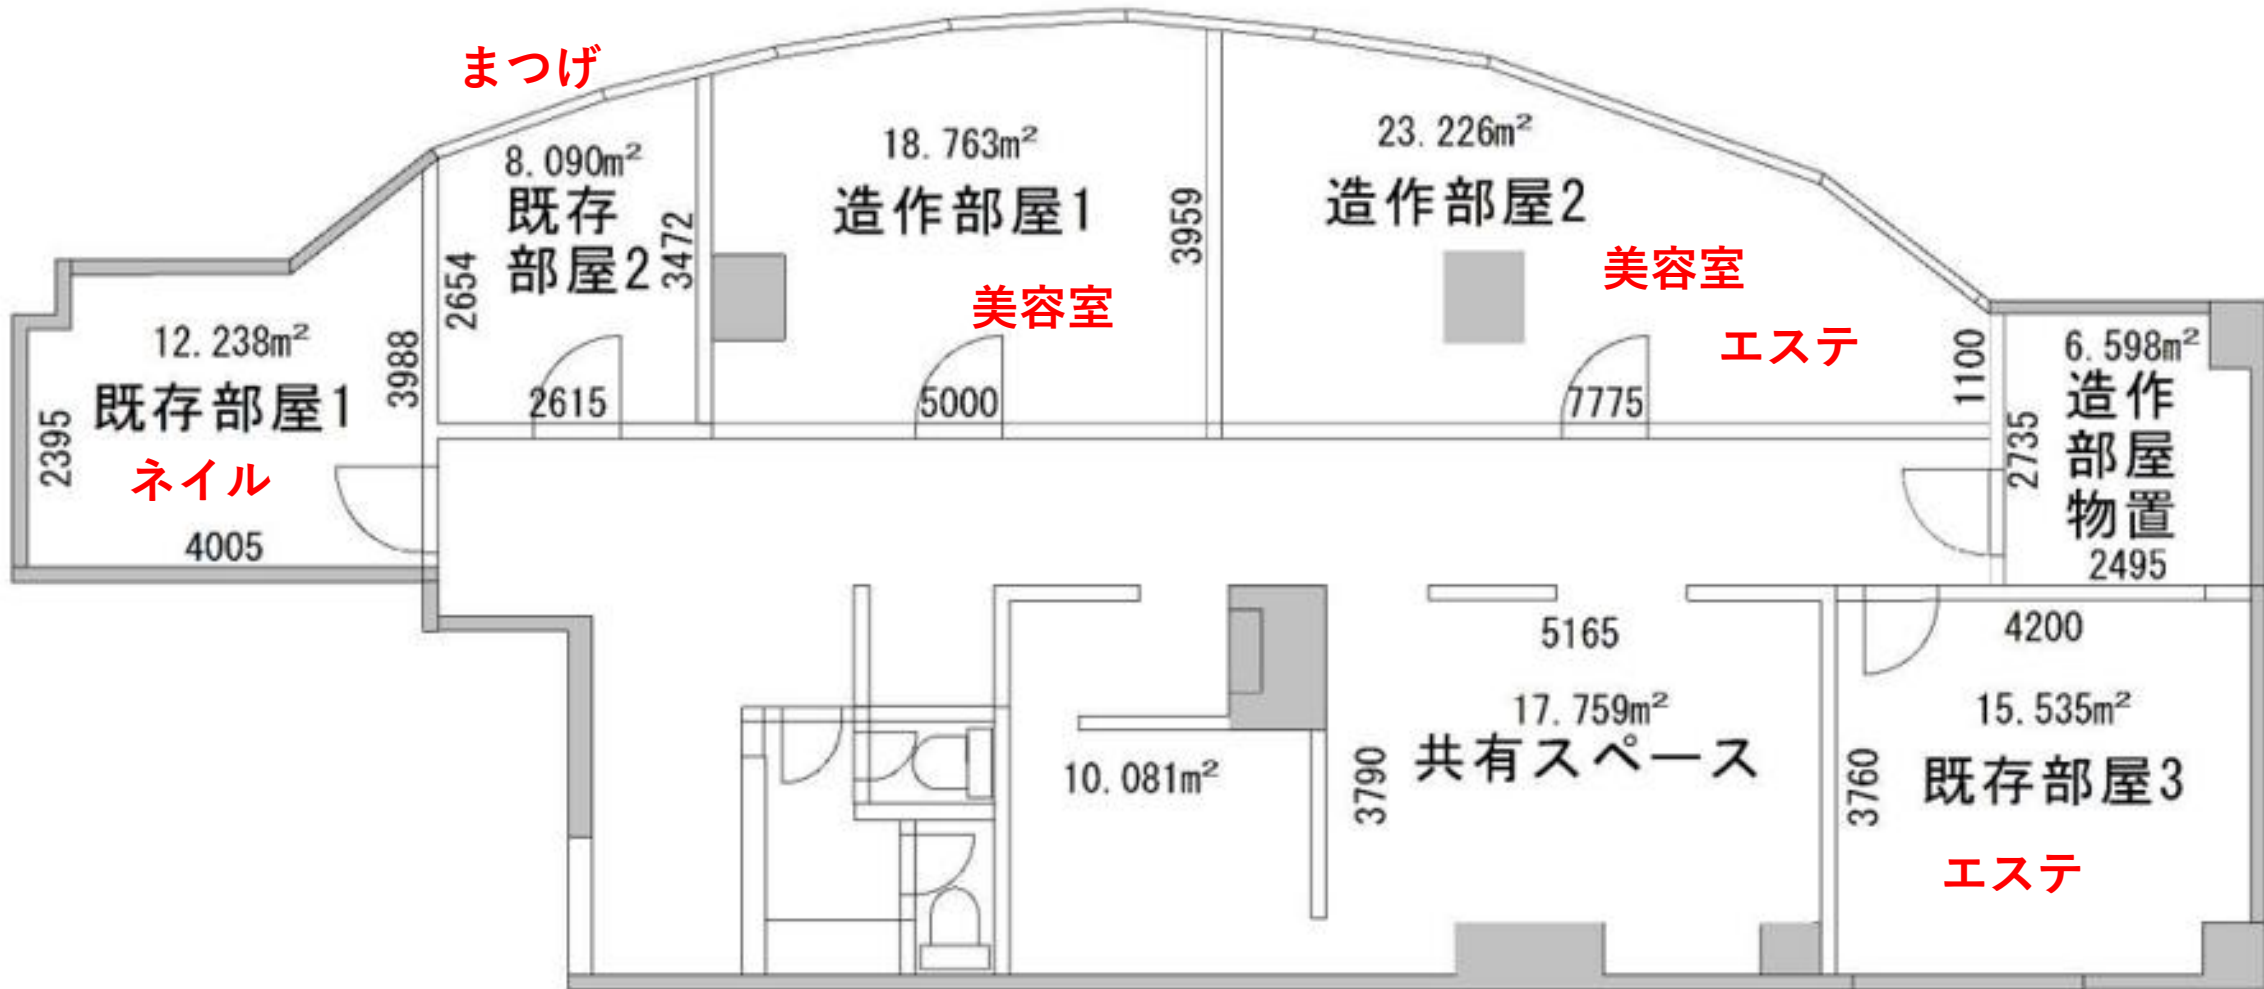 まつげ
8.090m²
既存
部屋2
2654
3472
2615
18.763m²
造作部屋1
美容室
3959
5000
23.226m²
造作部屋2
美容室
エステ
7775
1100
12.238m²
既存部屋1
ネイル
3988
2395
4005
6.598m²
造作
部屋
物置
2735
2495
10.081m²
5165
17.759m²
共有スペース
3790
4200
15.535m²
既存部屋3
3760
エステ